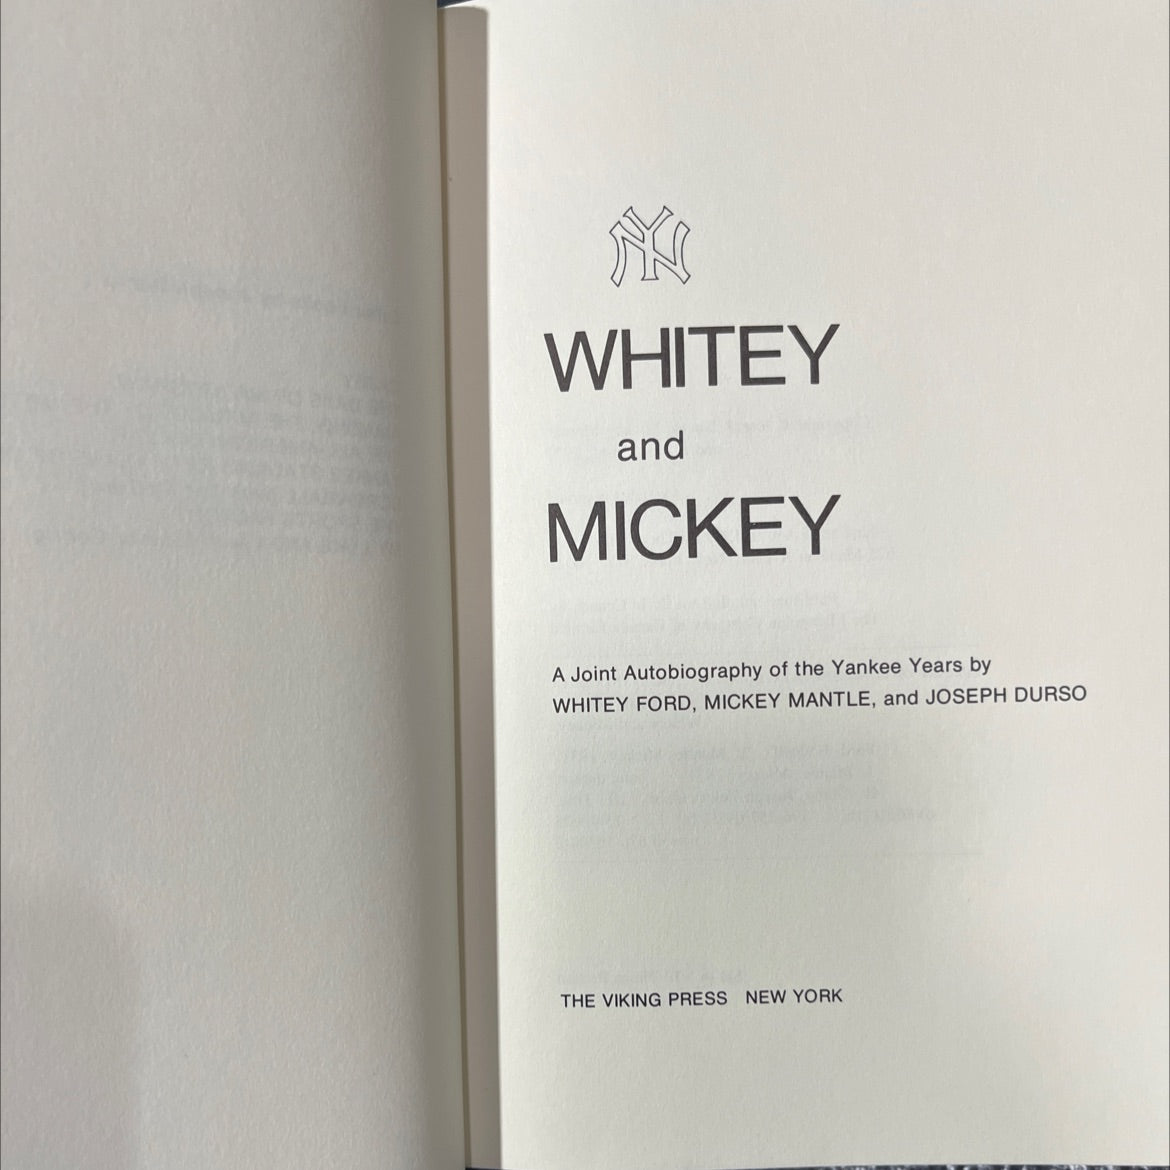 NY
WHITEY
and
MICKEY
A Joint Autobiography of the Yankee Years by
WHITEY FORD, MICKEY MANTLE, and JOSEPH DURSO
THE VIKING PRESS NEW YORK